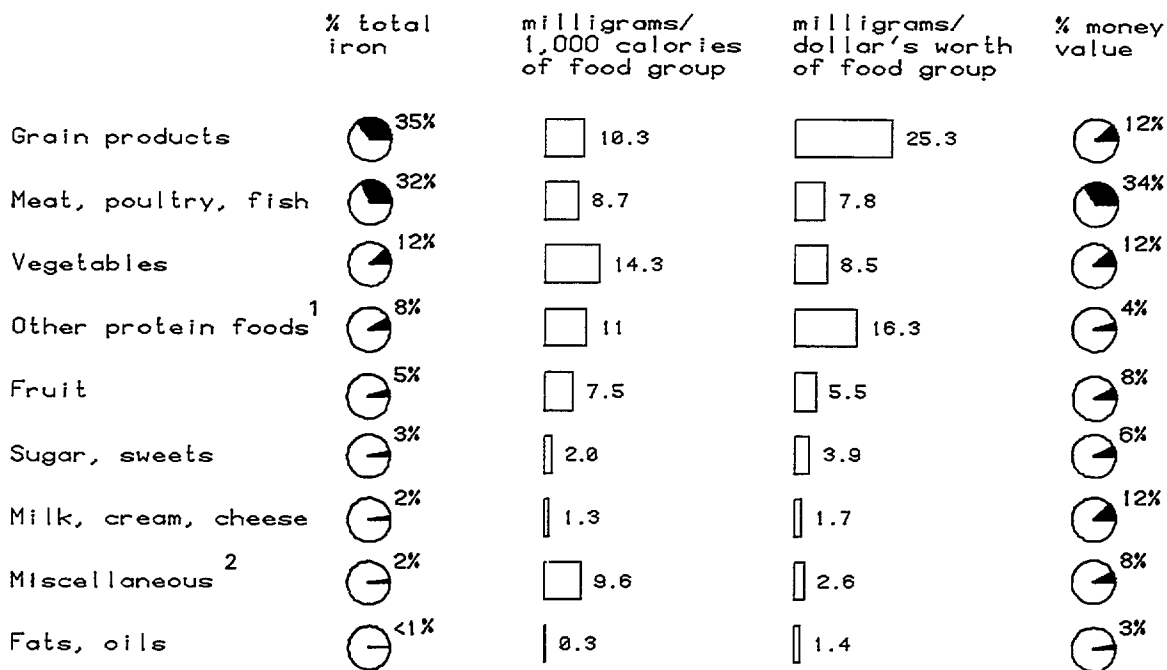 % total iron
milligrams/ 1,000 calories of food group
milligrams/ dollar's worth of food group
% money value
Grain products 35% 10.3 25.3 12%
Meat, poultry, fish 32% 8.7 7.8 34%
Vegetables 12% 14.3 8.5 12%
Other protein foods1 8% 11 16.3 4%
Fruit 5% 7.5 5.5 8%
Sugar, sweets 3% 2.0 3.9 6%
Milk, cream, cheese 2% 1.3 1.7 12%
Miscellaneous 2 2% 9.6 2.6 8%
Fats, oils <1% 0.3 1.4 3%